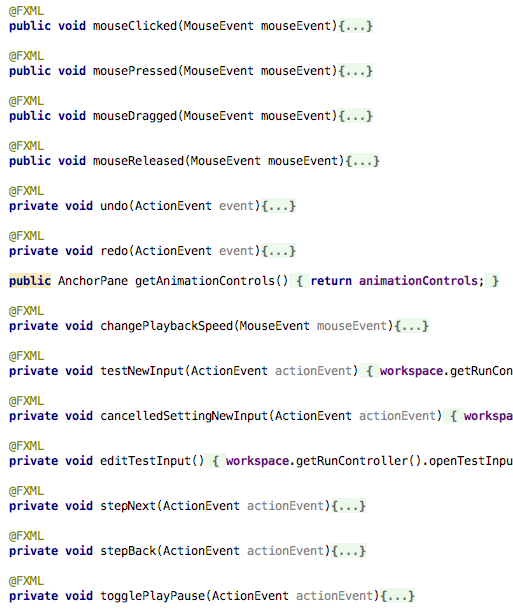 @FXML
public void mouseClicked(MouseEvent mouseEvent){...}
@FXML
public void mousePressed(MouseEvent mouseEvent){...}
@FXML
public void mouseDragged(MouseEvent mouseEvent){...}
@FXML
public void mouseReleased(MouseEvent mouseEvent){...}
@FXML
private void undo(ActionEvent event){...}
@FXML
private void redo(ActionEvent event){...}
public AnchorPane getAnimationControls() { return animationControls; }
@FXML
private void changePlaybackSpeed(MouseEvent mouseEvent){...}
@FXML
private void testNewInput(ActionEvent actionEvent) { workspace.getRunCon
@FXML
private void cancelledSettingNewInput(ActionEvent actionEvent) { workspa
@FXML
private void editTestInput() { workspace.getRunController().openTestInpu
@FXML
private void stepNext(ActionEvent actionEvent){...}
@FXML
private void stepBack(ActionEvent actionEvent){...}
@FXML
private void togglePlayPause(ActionEvent actionEvent){...}